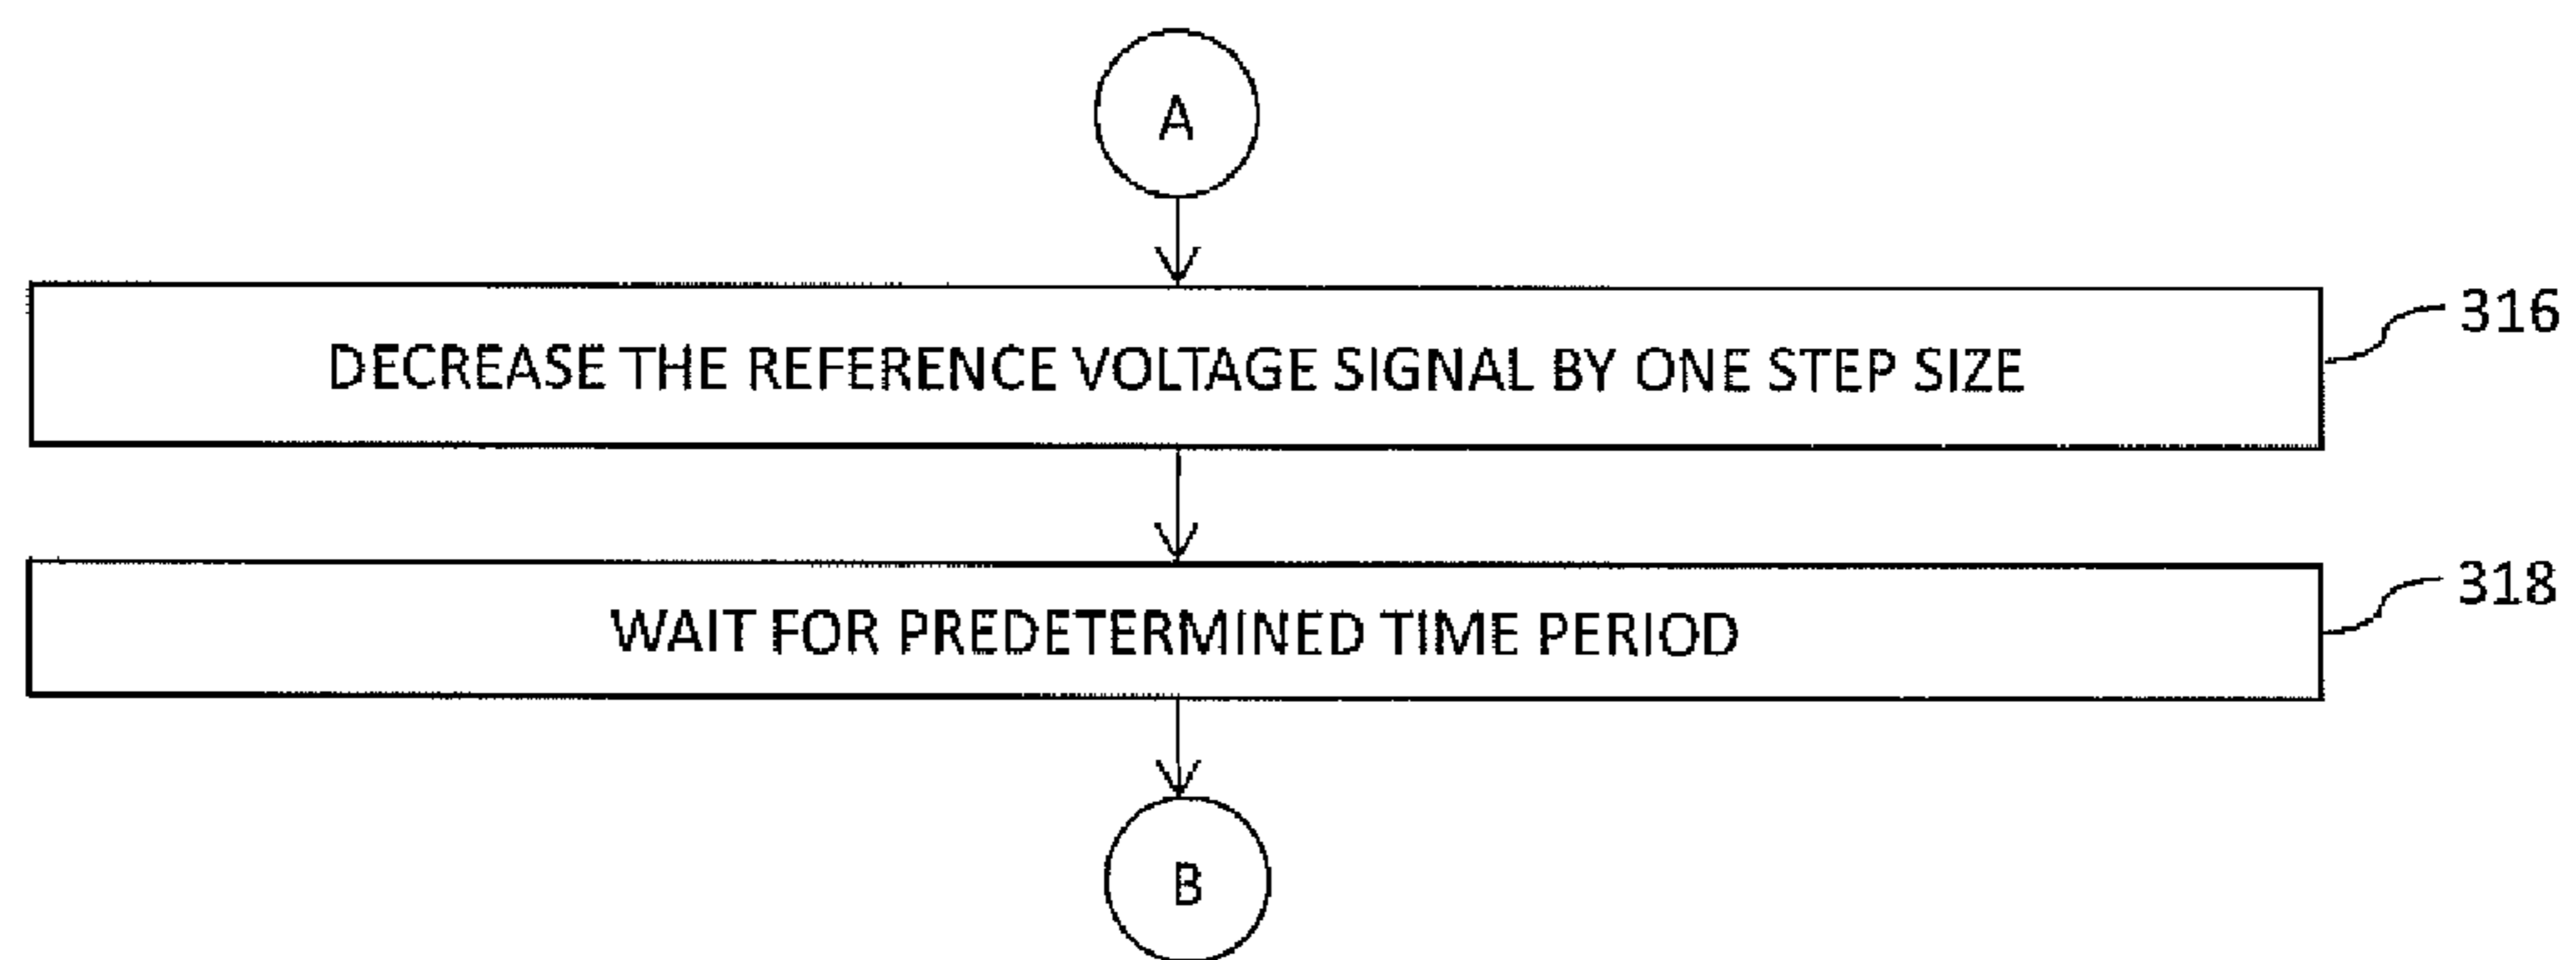 A
DECREASE THE REFERENCE VOLTAGE SIGNAL BY ONE STEP SIZE
316
WAIT FOR PREDETERMINED TIME PERIOD
318
B